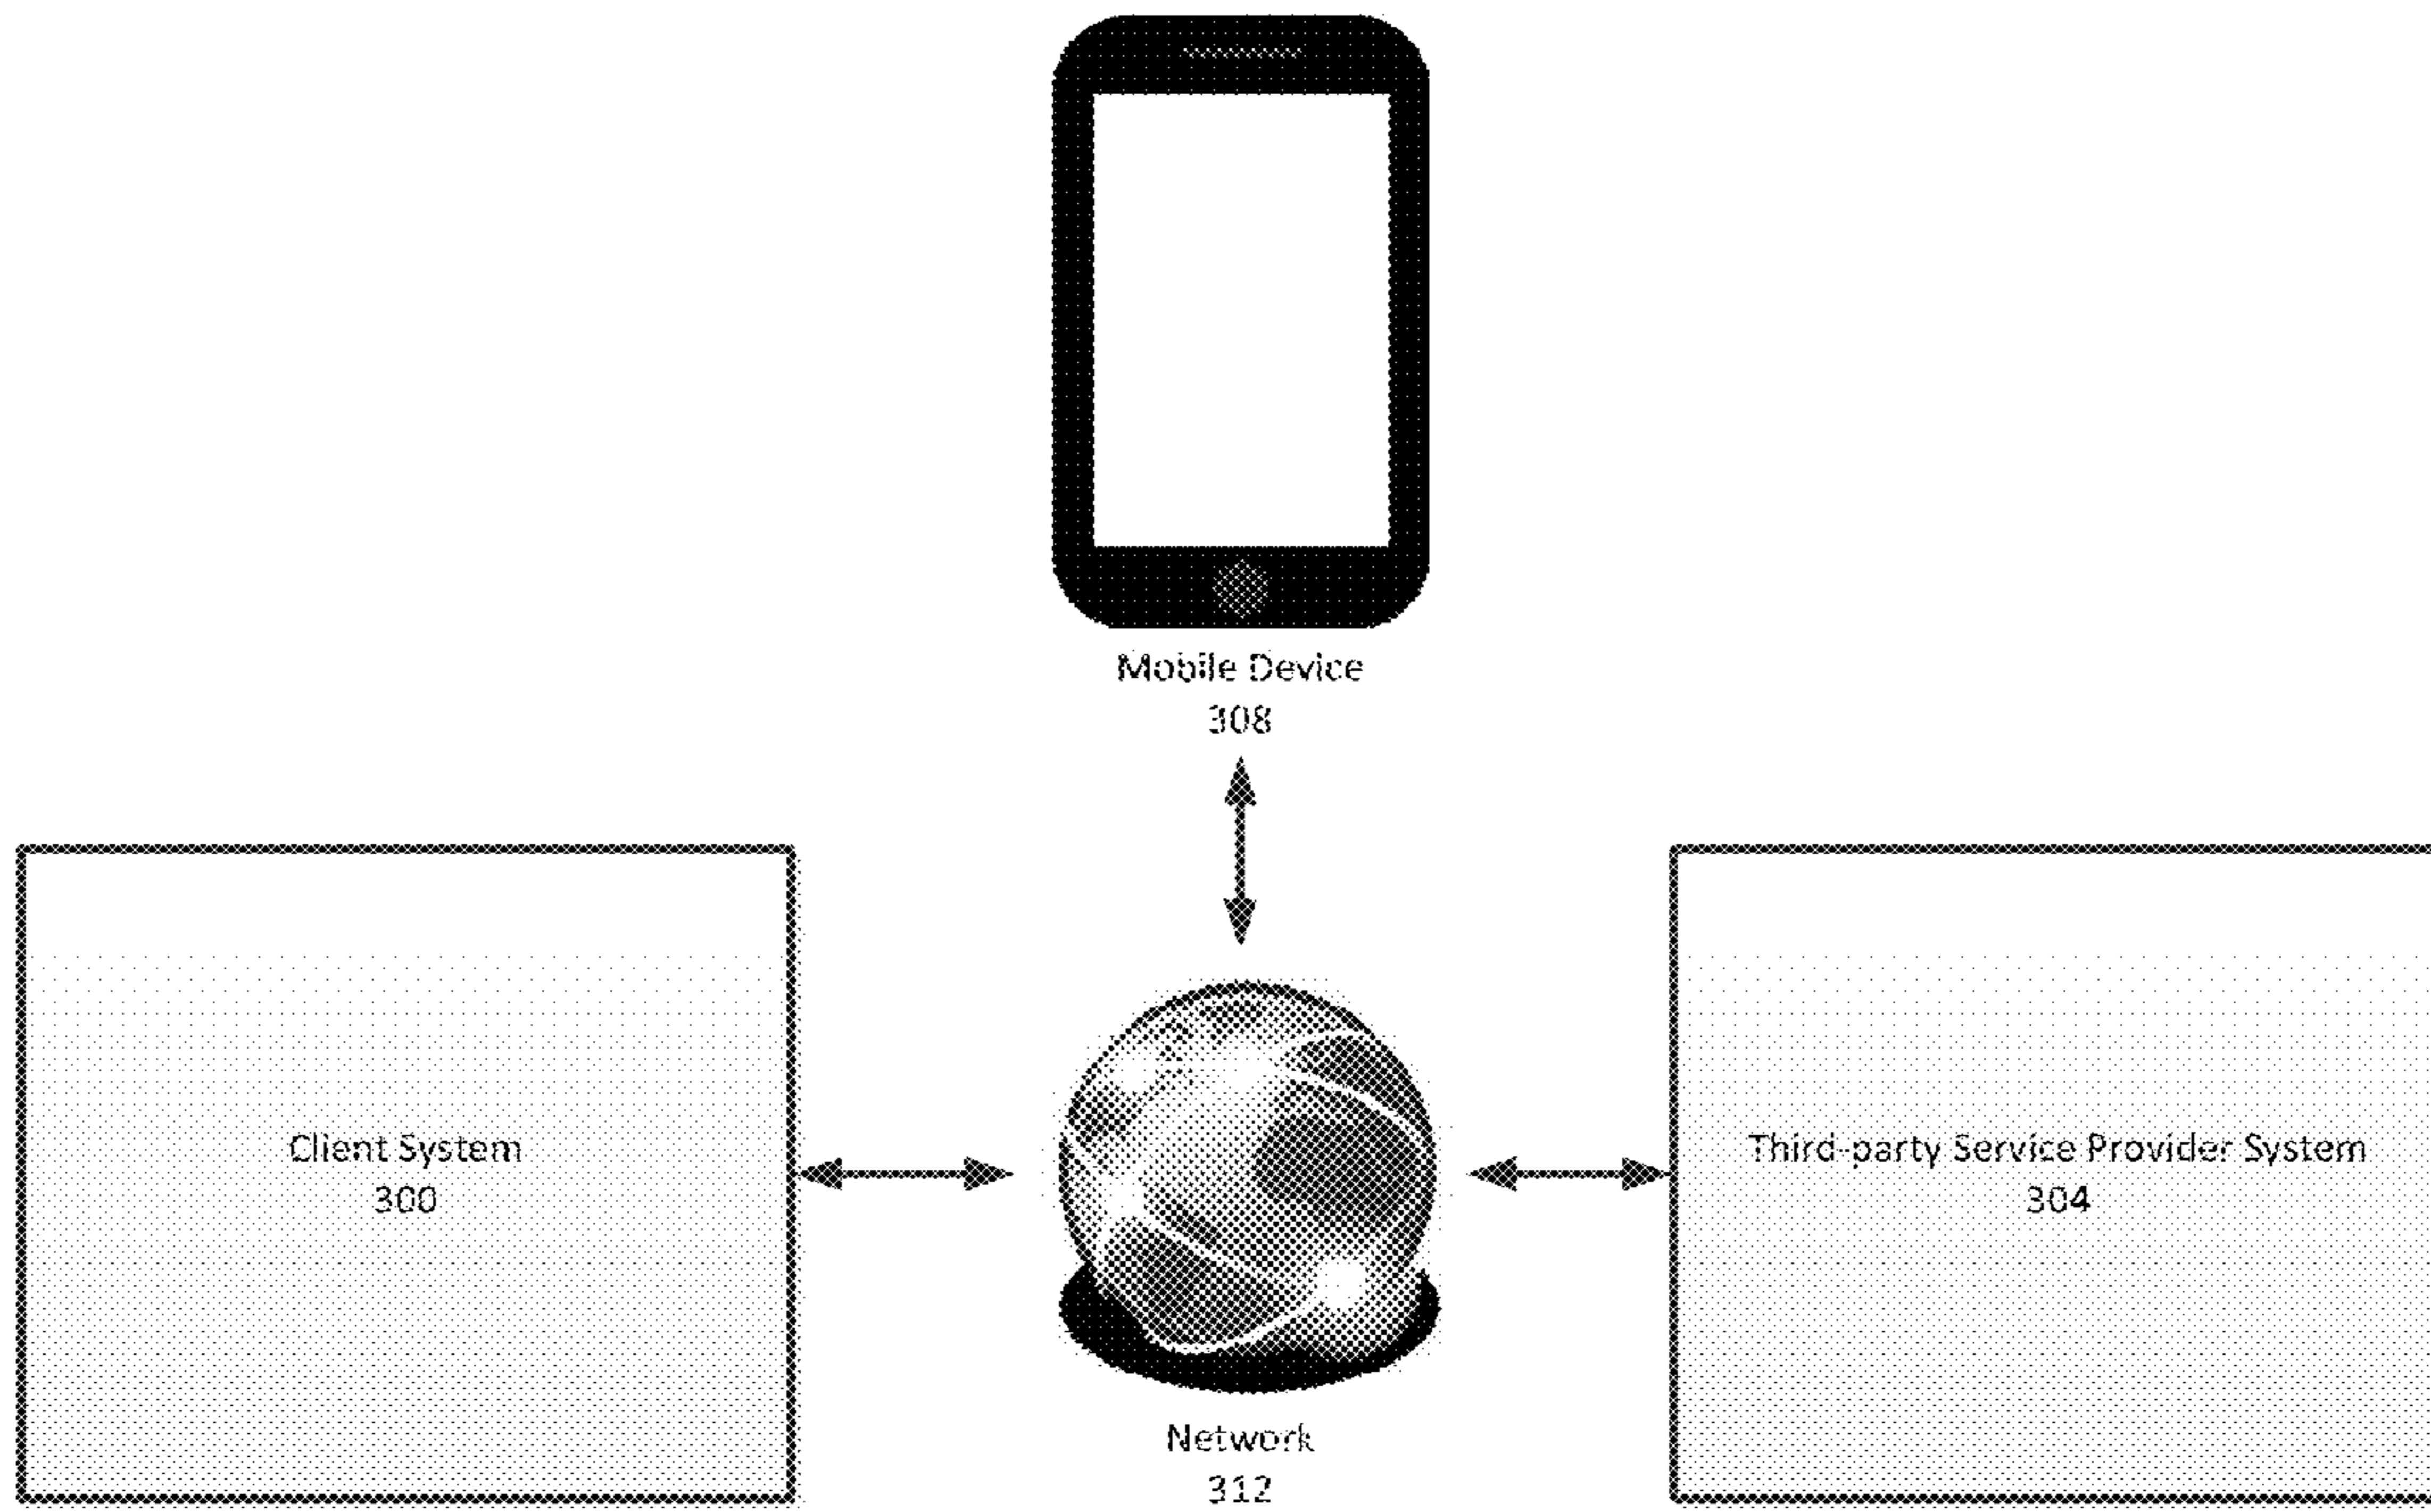 Mobile Device
308
Client System
300
Third-party Service Provider System
304
Network
312